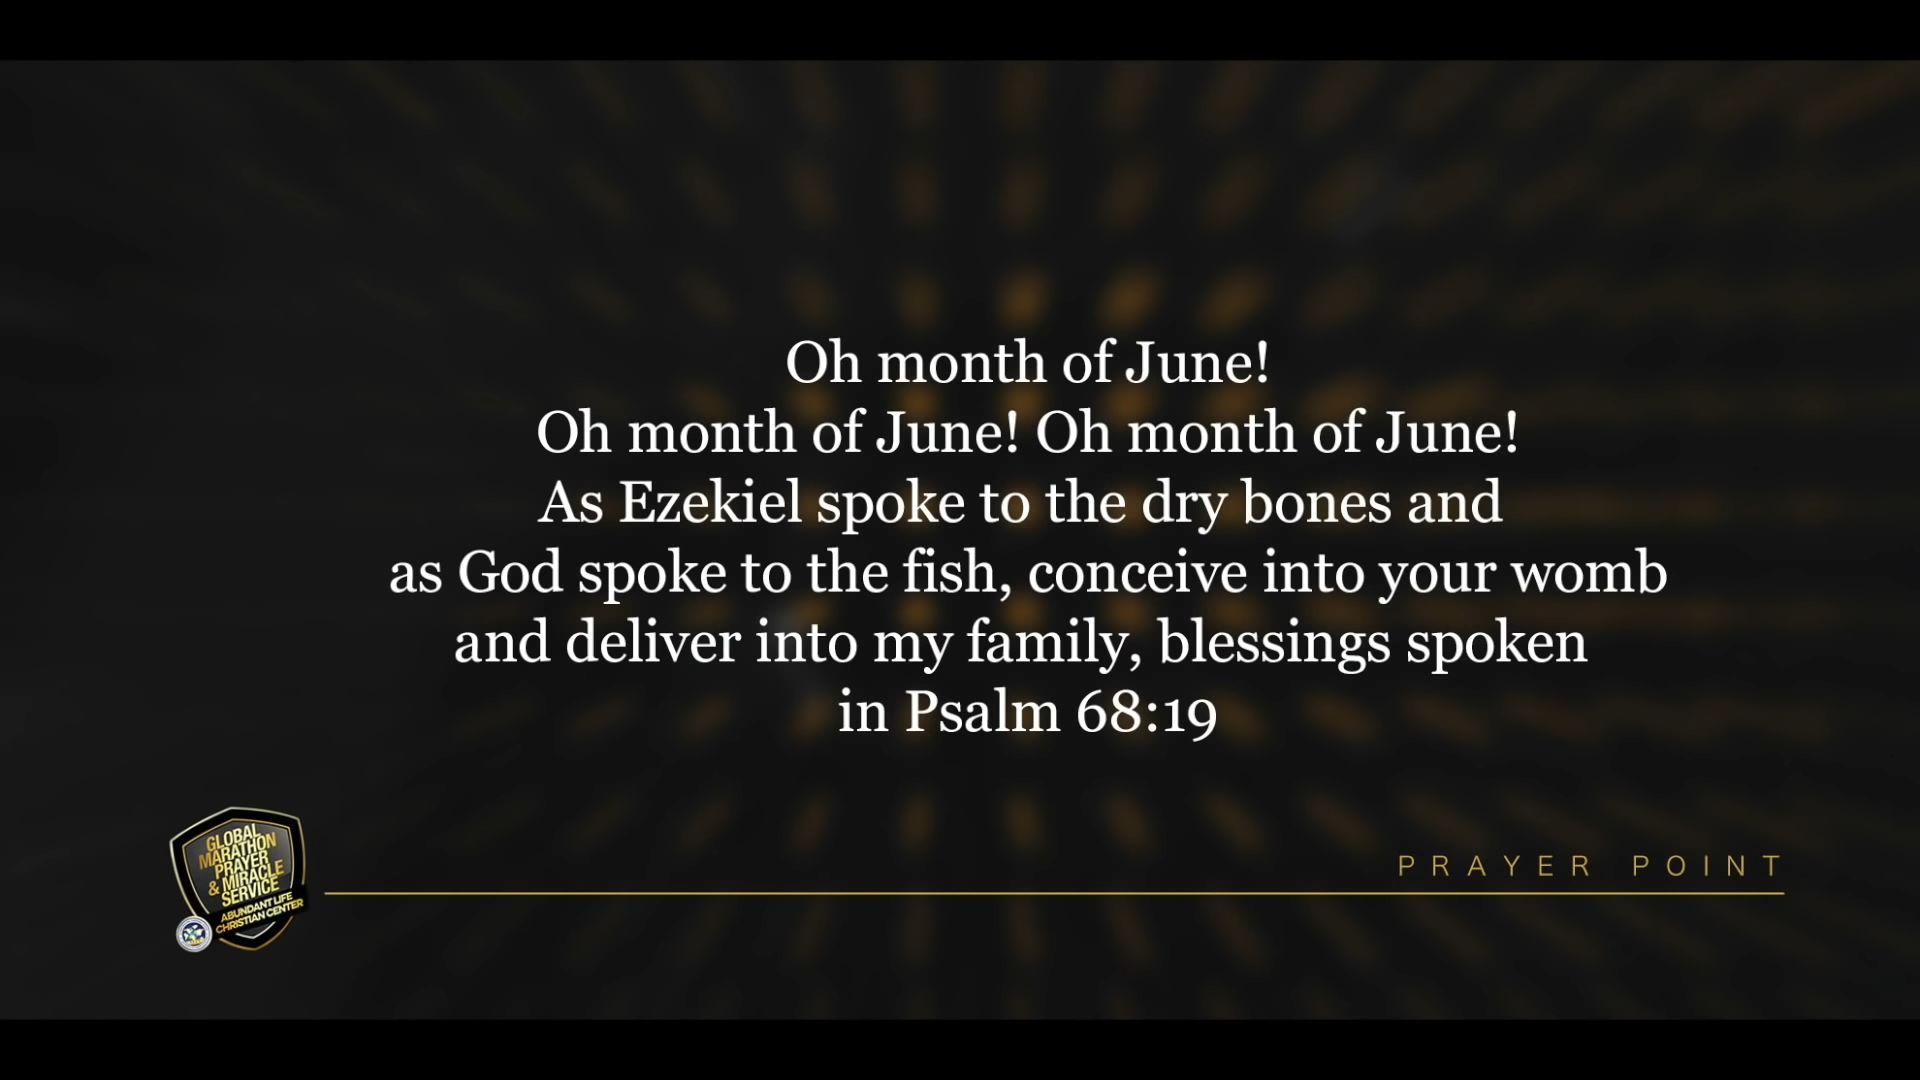 Oh month of June!
Oh month of June! Oh month of June!
As Ezekiel spoke to the dry bones and
as God spoke to the fish, conceive into your womb
and deliver into my family, blessings spoken
in Psalm 68:19
GLOBAL
MARATHON
PRAYER
& MIRACLE
SERVICE
ABUNDANT LIFE
CHRISTIAN CENTER
PRAYER POINT